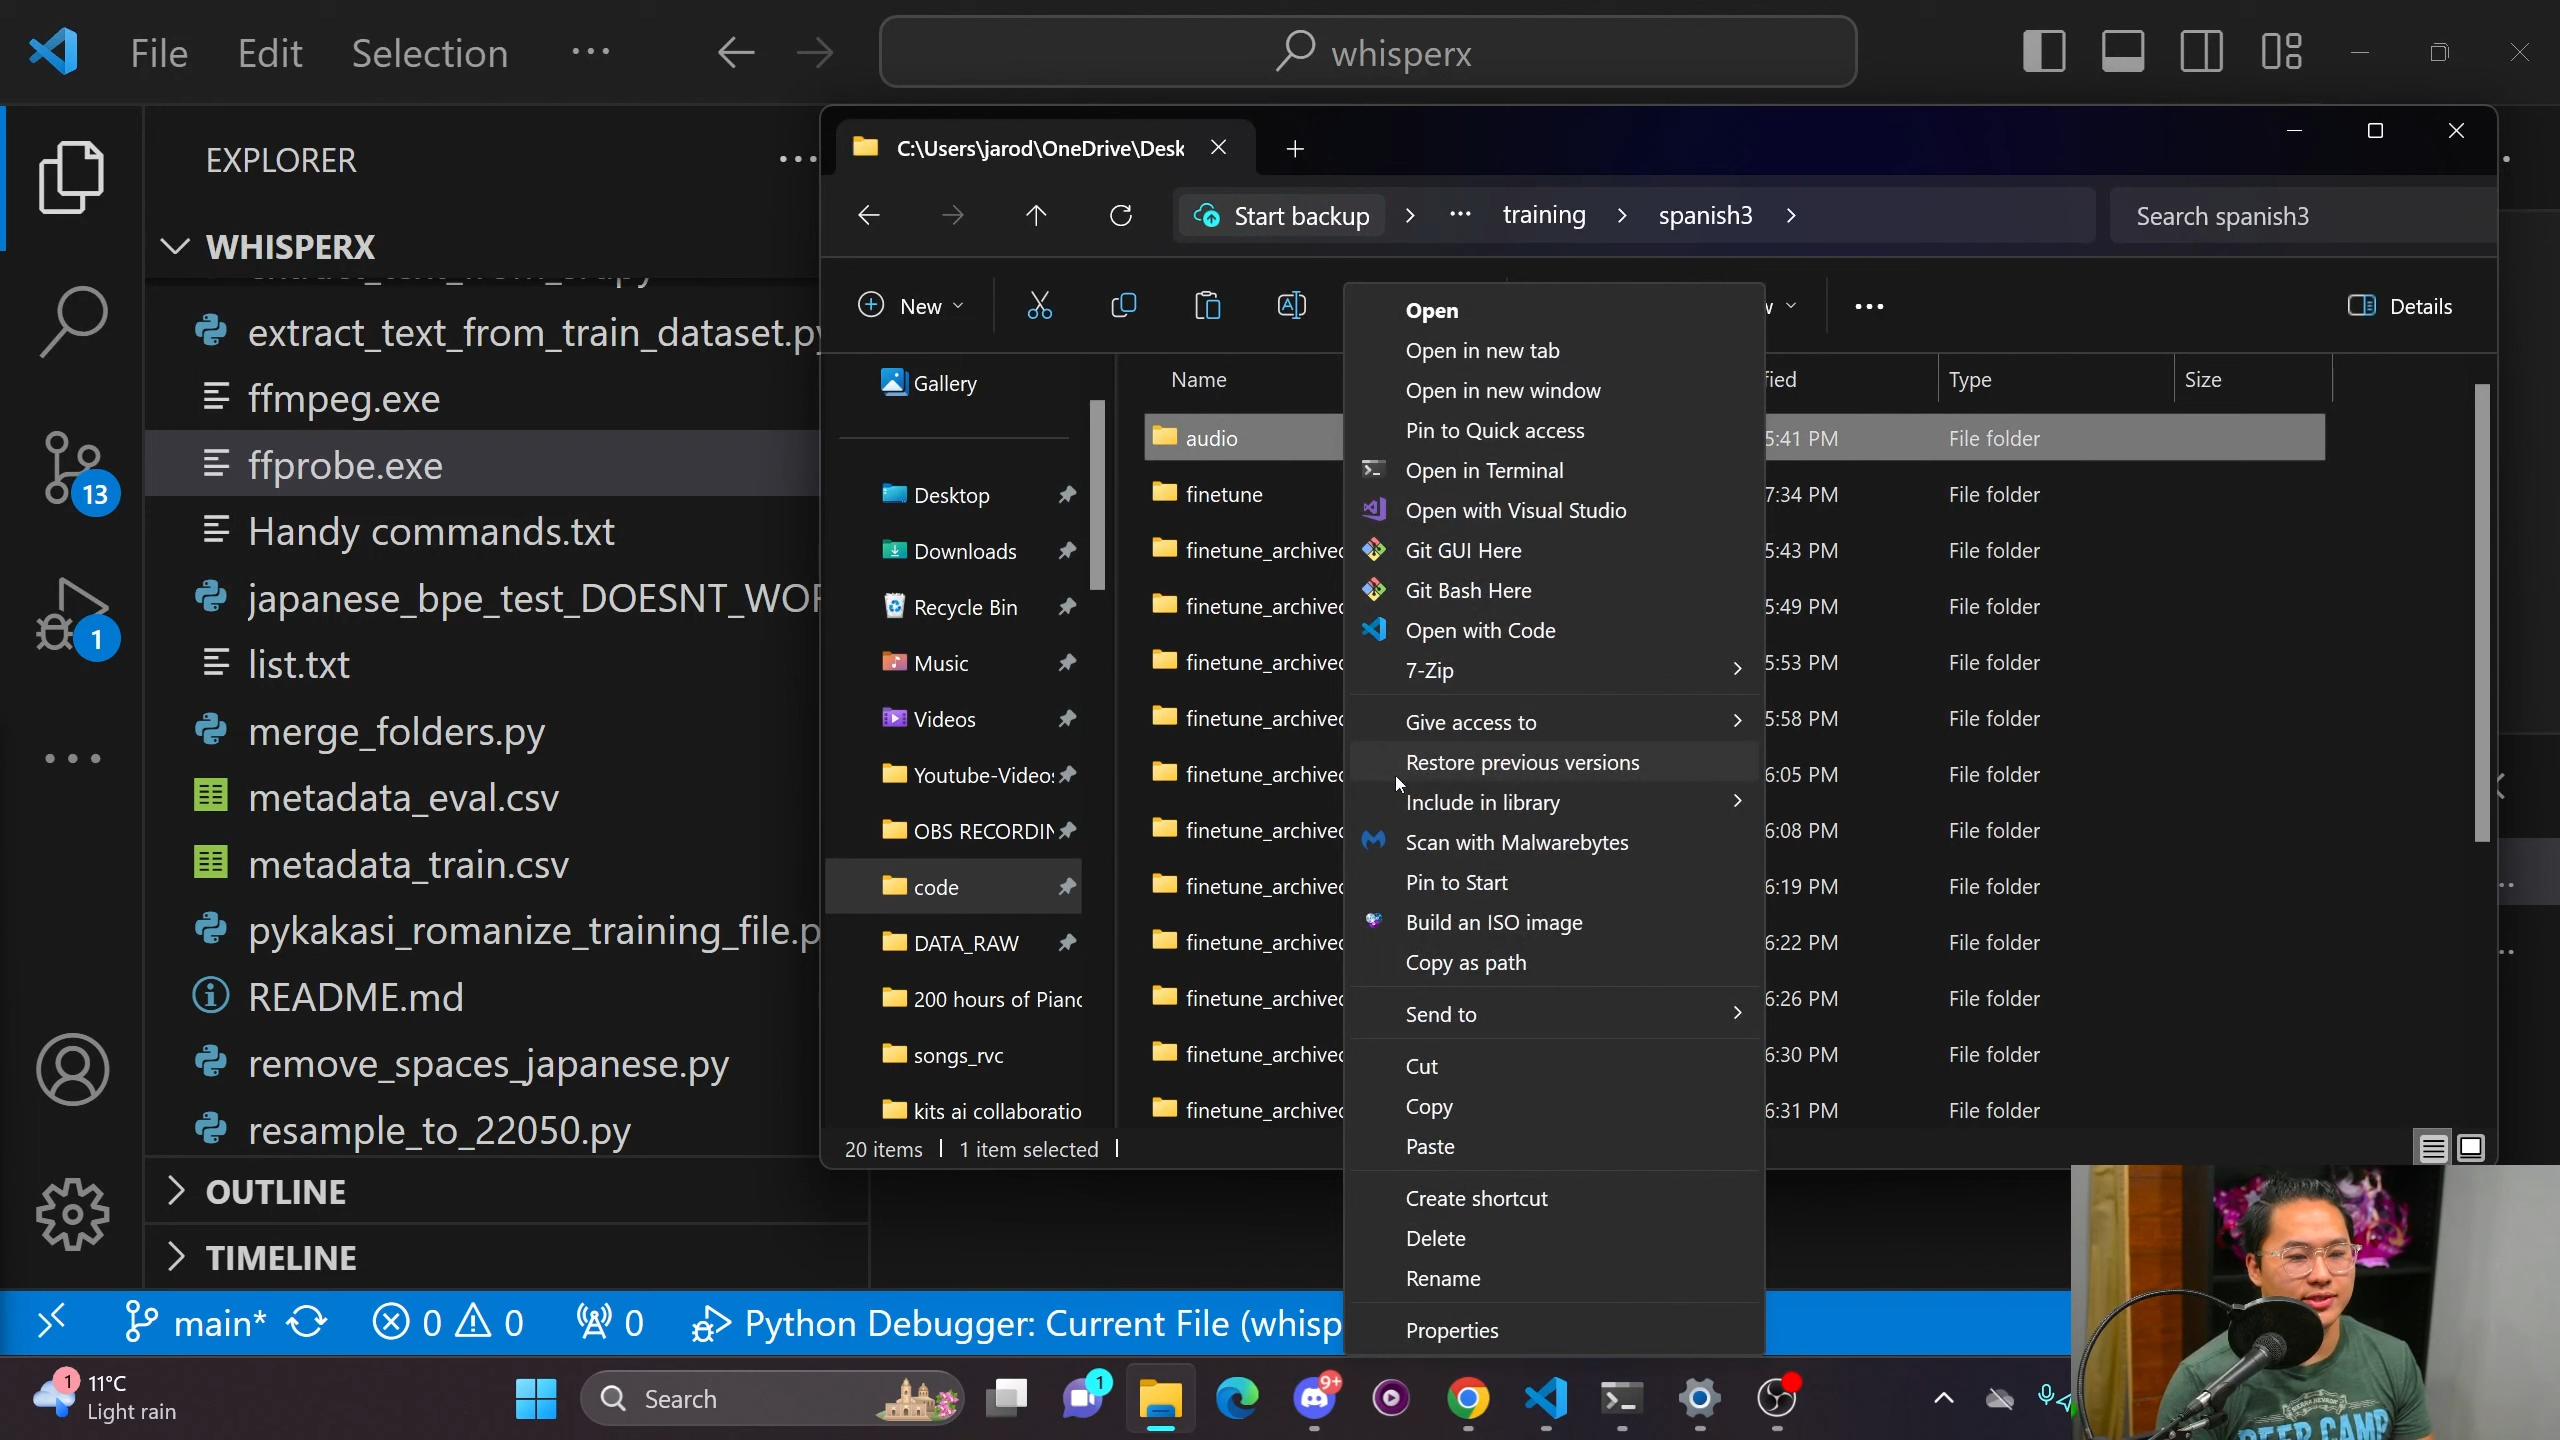 File Edit Selection ··· whisperx
EXPLORER ···
WHISPERX
extract_text_from_train_dataset.py
ffmpeg.exe
ffprobe.exe
Handy commands.txt
japanese_bpe_test_DOESNT_WOR
list.txt
merge_folders.py
metadata_eval.csv
metadata_train.csv
pykakasi_romanize_training_file.p
README.md
remove_spaces_japanese.py
resample_to_22050.py
OUTLINE
TIMELINE
13
1
C:\Users\jarod\OneDrive\Desk
Start backup > ··· training > spanish3 >
Search spanish3
New
Details
Gallery
Desktop
Downloads
Recycle Bin
Music
Videos
Youtube-Videos
OBS RECORDIN
code
DATA_RAW
200 hours of Piano
songs_rvc
kits ai collaboratio
Name fied Type Size
audio 5:41 PM File folder
finetune 7:34 PM File folder
finetune_archived 5:43 PM File folder
finetune_archived 5:49 PM File folder
finetune_archived 5:53 PM File folder
finetune_archived 5:58 PM File folder
finetune_archived 6:05 PM File folder
finetune_archived 6:08 PM File folder
finetune_archived 6:19 PM File folder
finetune_archived 6:22 PM File folder
finetune_archived 6:26 PM File folder
finetune_archived 6:30 PM File folder
finetune_archived 6:31 PM File folder
20 items 1 item selected
Open
Open in new tab
Open in new window
Pin to Quick access
Open in Terminal
Open with Visual Studio
Git GUI Here
Git Bash Here
Open with Code
7-Zip
Give access to
Restore previous versions
Include in library
Scan with Malwarebytes
Pin to Start
Build an ISO image
Copy as path
Send to
Cut
Copy
Paste
Create shortcut
Delete
Rename
Properties
main* 0 0 0 Python Debugger: Current File (whisp
1
11°C
Light rain
Search
1
9+
BEER CAMP